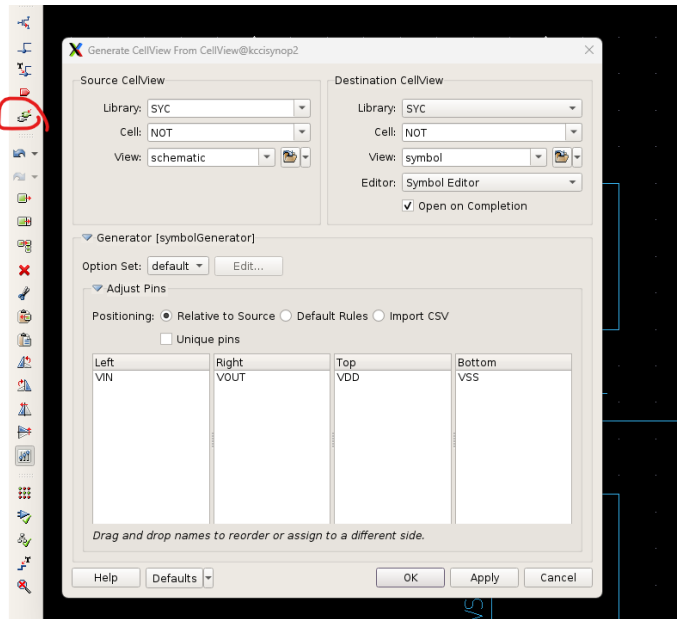 Generate CellView From CellView@kccisynop2
Source CellView
Library: SYC
Cell: NOT
View: schematic
Destination CellView
Library: SYC
Cell: NOT
View: symbol
Editor: Symbol Editor
Open on Completion
Generator [symbolGenerator]
Option Set: default Edit...
Adjust Pins
Positioning: Relative to Source Default Rules Import CSV
Unique pins
Left Right Top Bottom
VIN VOUT VDD VSS
Drag and drop names to reorder or assign to a different side.
Help Defaults OK Apply Cancel
VS